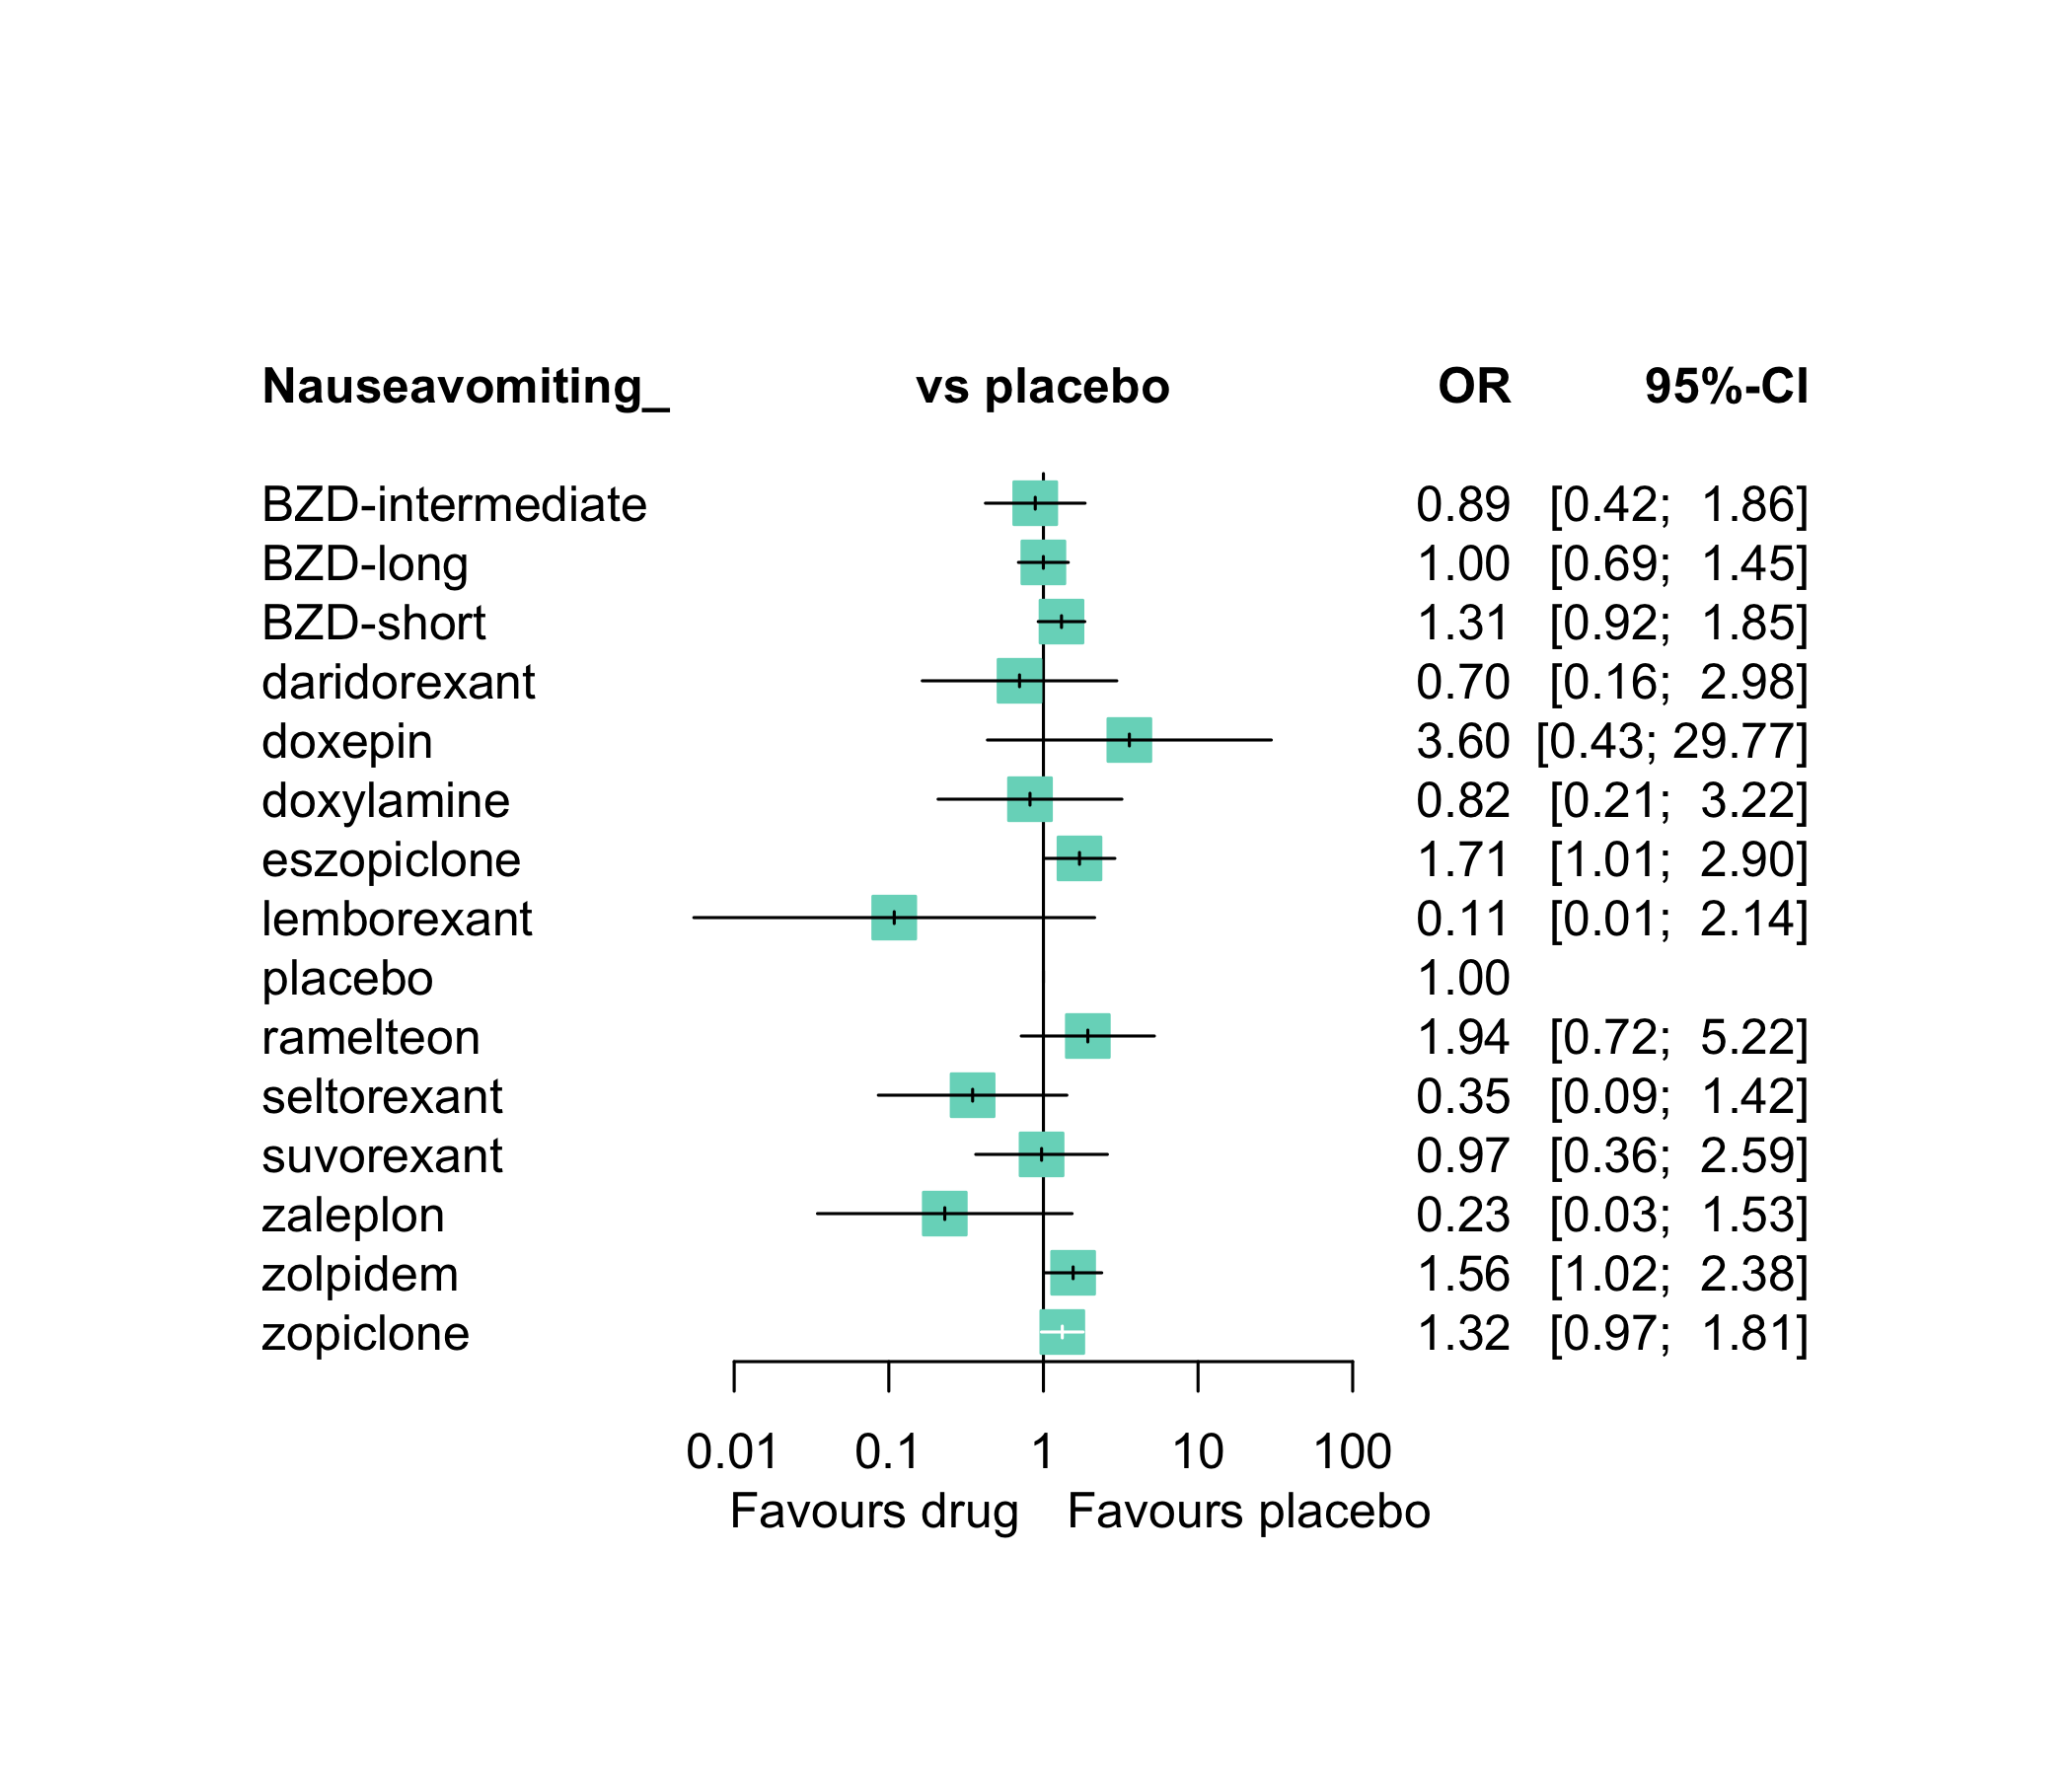 Nauseavomiting_ vs placebo OR 95%-CI
BZD-intermediate 0.89 [0.42; 1.86]
BZD-long 1.00 [0.69; 1.45]
BZD-short 1.31 [0.92; 1.85]
daridorexant 0.70 [0.16; 2.98]
doxepin 3.60 [0.43; 29.77]
doxylamine 0.82 [0.21; 3.22]
eszopiclone 1.71 [1.01; 2.90]
lemborexant 0.11 [0.01; 2.14]
placebo 1.00
ramelteon 1.94 [0.72; 5.22]
seltorexant 0.35 [0.09; 1.42]
suvorexant 0.97 [0.36; 2.59]
zaleplon 0.23 [0.03; 1.53]
zolpidem 1.56 [1.02; 2.38]
zopiclone 1.32 [0.97; 1.81]
0.01 0.1 1 10 100
Favours drug Favours placebo